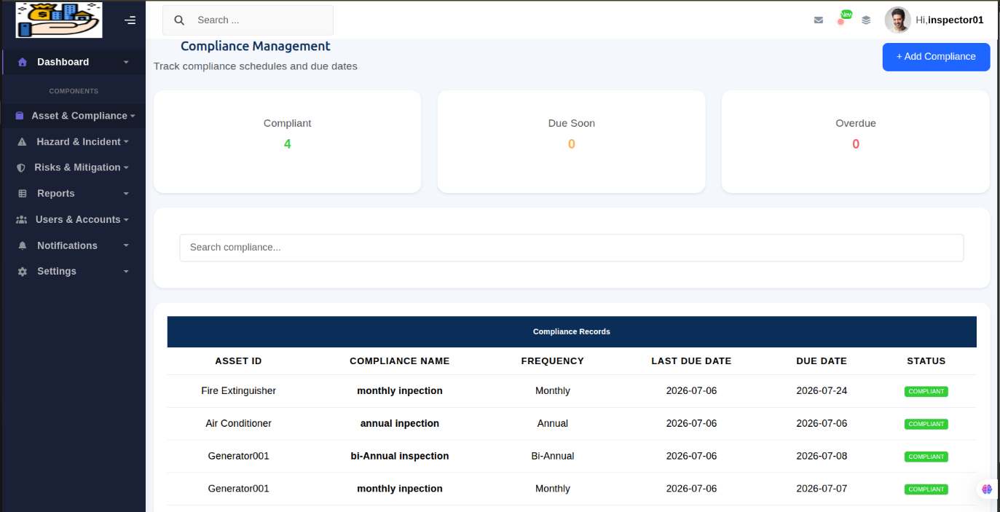 Search ...
New
Hi,inspector01
Dashboard
COMPONENTS
Asset & Compliance
Hazard & Incident
Risks & Mitigation
Reports
Users & Accounts
Notifications
Settings
Compliance Management
Track compliance schedules and due dates
+ Add Compliance
Compliant
4
Due Soon
0
Overdue
0
Search compliance...
Compliance Records
ASSET ID COMPLIANCE NAME FREQUENCY LAST DUE DATE DUE DATE STATUS
Fire Extinguisher monthly inpection Monthly 2026-07-06 2026-07-24 COMPLIANT
Air Conditioner annual inpection Annual 2026-07-06 2026-07-06 COMPLIANT
Generator001 bi-Annual inspection Bi-Annual 2026-07-06 2026-07-08 COMPLIANT
Generator001 monthly inpection Monthly 2026-07-06 2026-07-07 COMPLIANT